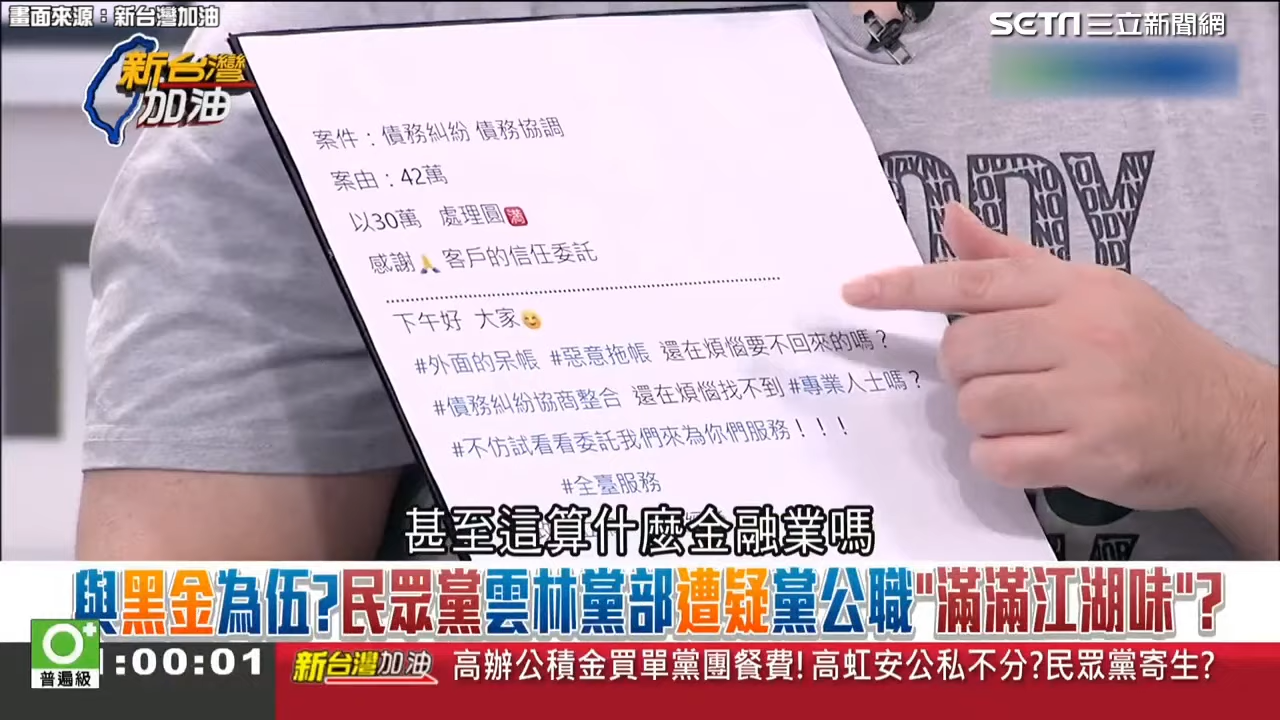 畫面來源：新台灣加油
SETN三立新聞網
新台灣加油
案件：債務糾紛 債務協調
案由：42萬
以30萬 處理圓🈵
感謝🙏客戶的信任委託
下午好 大家😊
#外面的呆帳 #惡意拖帳 還在煩惱要不回來的嗎？
#債務糾紛協商整合 還在煩惱找不到 #專業人士嗎？
#不仿試看看委託我們來為你們服務！！！
#全臺服務
甚至這算什麼金融業嗎
與黑金為伍?民眾黨雲林黨部遭疑黨公職"滿滿江湖味"?
普遍級
1:00:01
新台灣加油
高辦公積金買單黨團餐費!高虹安公私不分?民眾黨寄生?